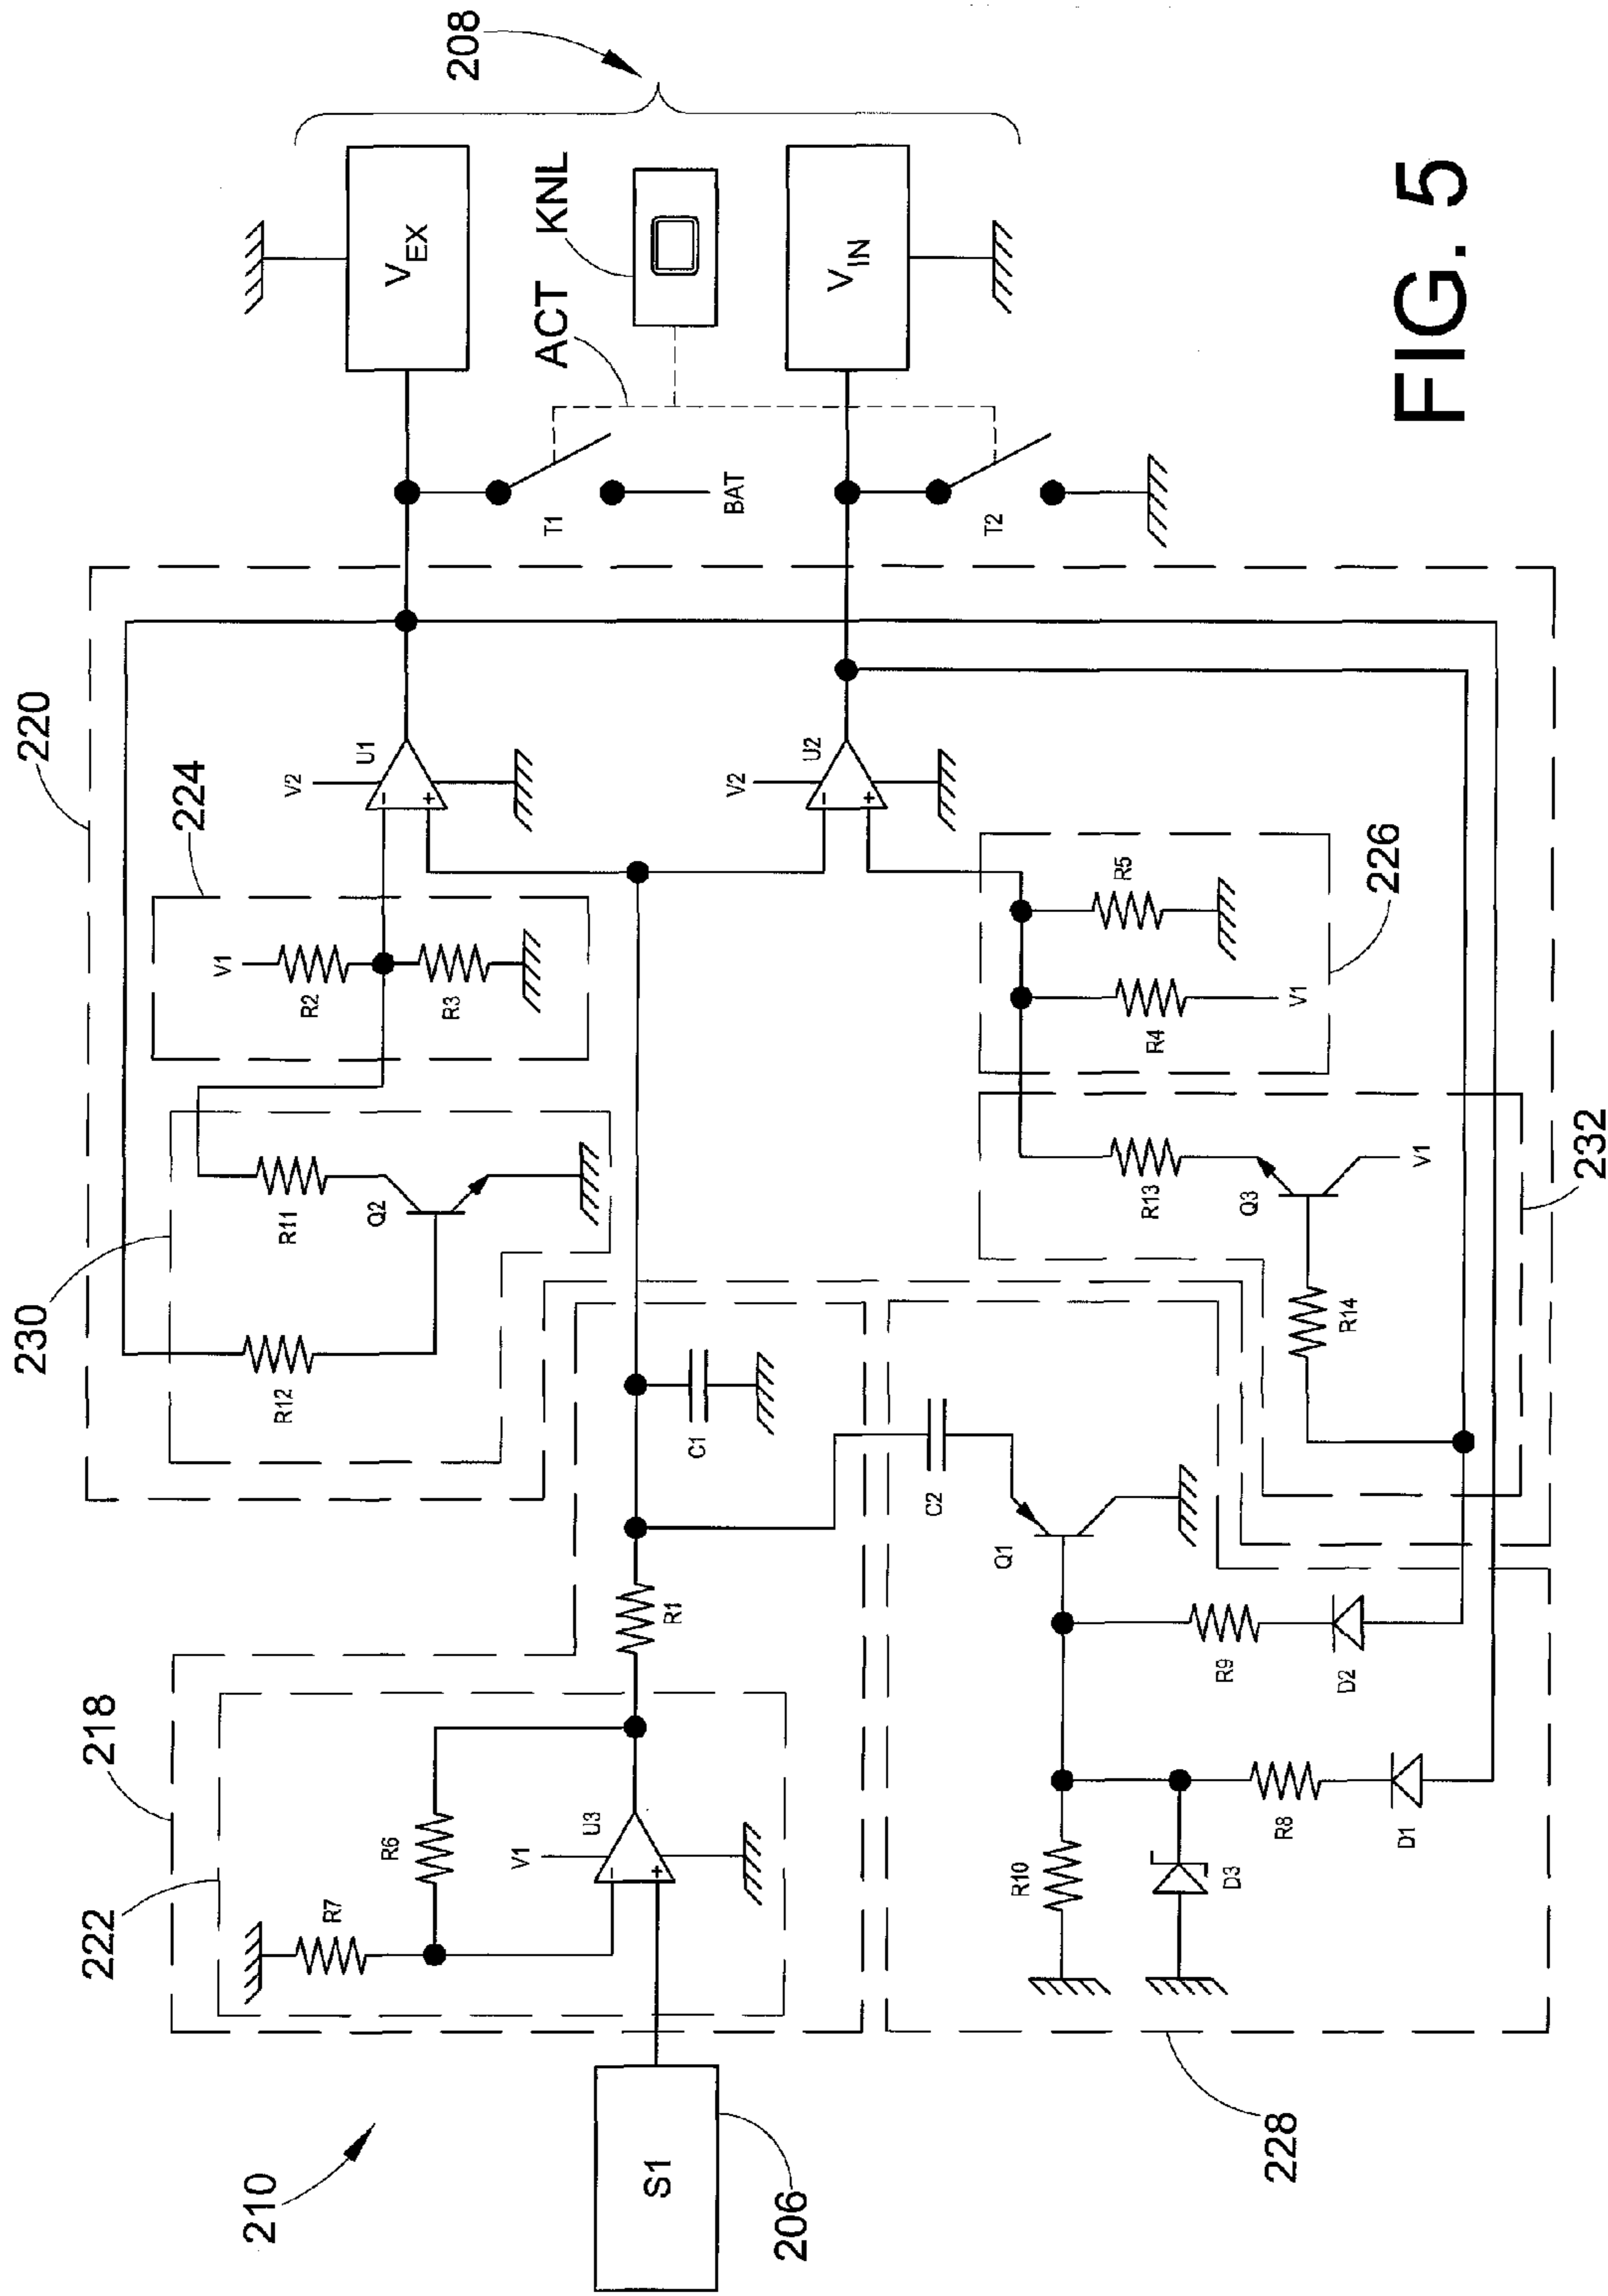 208
V_EX
KNL
ACT
V_IN
T1
BAT
T2
FIG. 5
220
224
V2
U1
V2
U2
V1
R2
R3
R5
226
R4
V1
230
R11
Q2
R12
R13
Q3
V1
232
R14
C1
C2
Q1
R1
R9
D2
218
222
R6
R7
V1
U3
R10
D3
R8
D1
210
S1
206
228